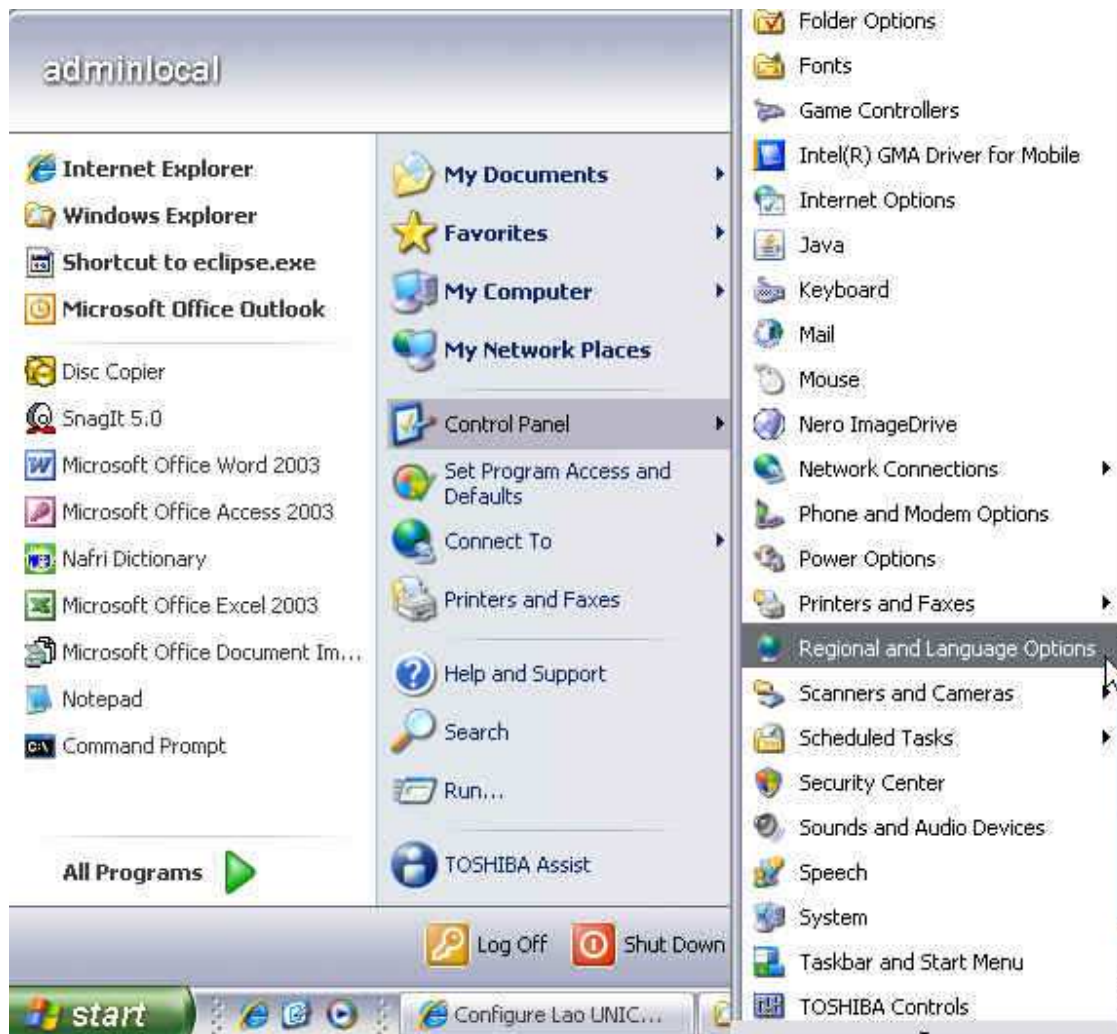 adminlocal
Internet Explorer
Windows Explorer
Shortcut to eclipse.exe
Microsoft Office Outlook
Disc Copier
SnagIt 5.0
Microsoft Office Word 2003
Microsoft Office Access 2003
Nafri Dictionary
Microsoft Office Excel 2003
Microsoft Office Document Im...
Notepad
Command Prompt
All Programs
My Documents
Favorites
My Computer
My Network Places
Control Panel
Set Program Access and
Defaults
Connect To
Printers and Faxes
Help and Support
Search
Run...
TOSHIBA Assist
Log Off
Shut Down
Folder Options
Fonts
Game Controllers
Intel(R) GMA Driver for Mobile
Internet Options
Java
Keyboard
Mail
Mouse
Nero ImageDrive
Network Connections
Phone and Modem Options
Power Options
Printers and Faxes
Regional and Language Options
Scanners and Cameras
Scheduled Tasks
Security Center
Sounds and Audio Devices
Speech
System
Taskbar and Start Menu
TOSHIBA Controls
start
Configure Lao UNIC...